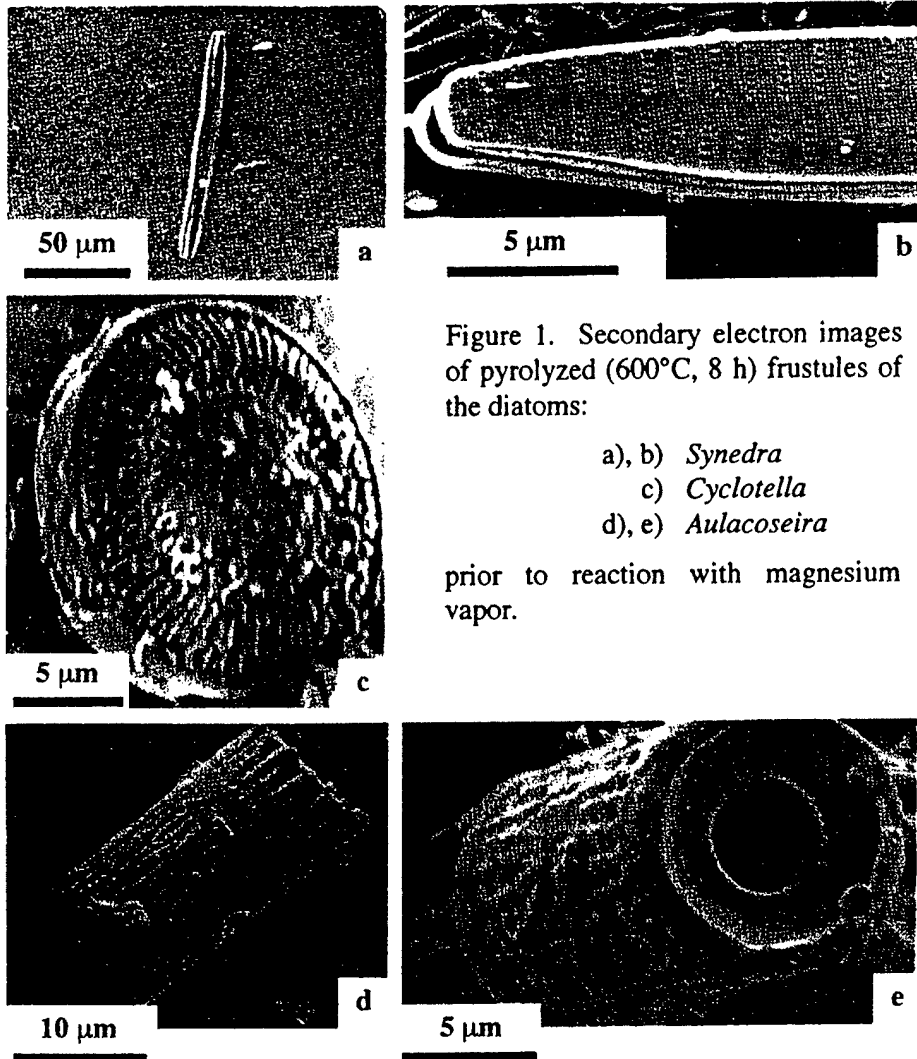 50 μm
a
5 μm
b
5 μm
c
Figure 1. Secondary electron images
of pyrolyzed (600°C, 8 h) frustules of
the diatoms:
a), b) Synedra
c) Cyclotella
d), e) Aulacoseira
prior to reaction with magnesium
vapor.
10 μm
d
5 μm
e